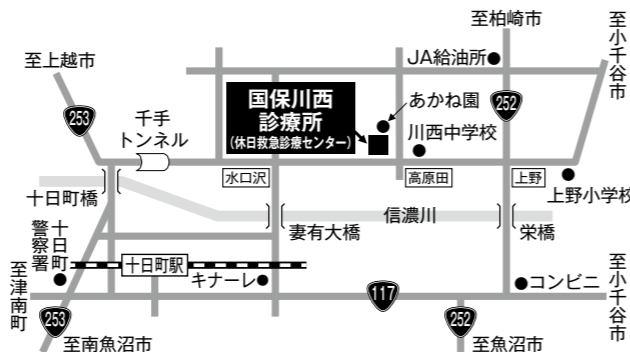 至柏崎市
至小千谷市
至上越市
JA給油所
253
千手
トンネル
国保川西
診療所
(休日救急診療センター)
あかね園
252
川西中学校
水口沢
高原田
上野
上野小学校
十日町橋
信濃川
妻有大橋
栄橋
十日町
警察署
十日町駅
キナーレ
至津南町
コンビニ
至小千谷市
117
253
252
至南魚沼市
至魚沼市